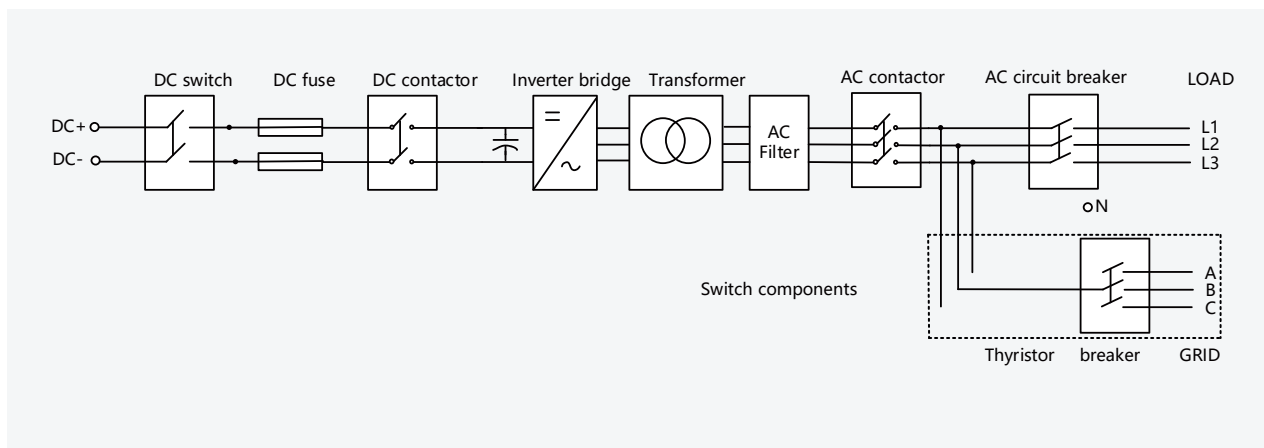 DC switch DC fuse DC contactor Inverter bridge Transformer AC contactor AC circuit breaker LOAD
DC+
DC-
AC
Filter
L1
L2
L3
N
Switch components
A
B
C
Thyristor breaker GRID